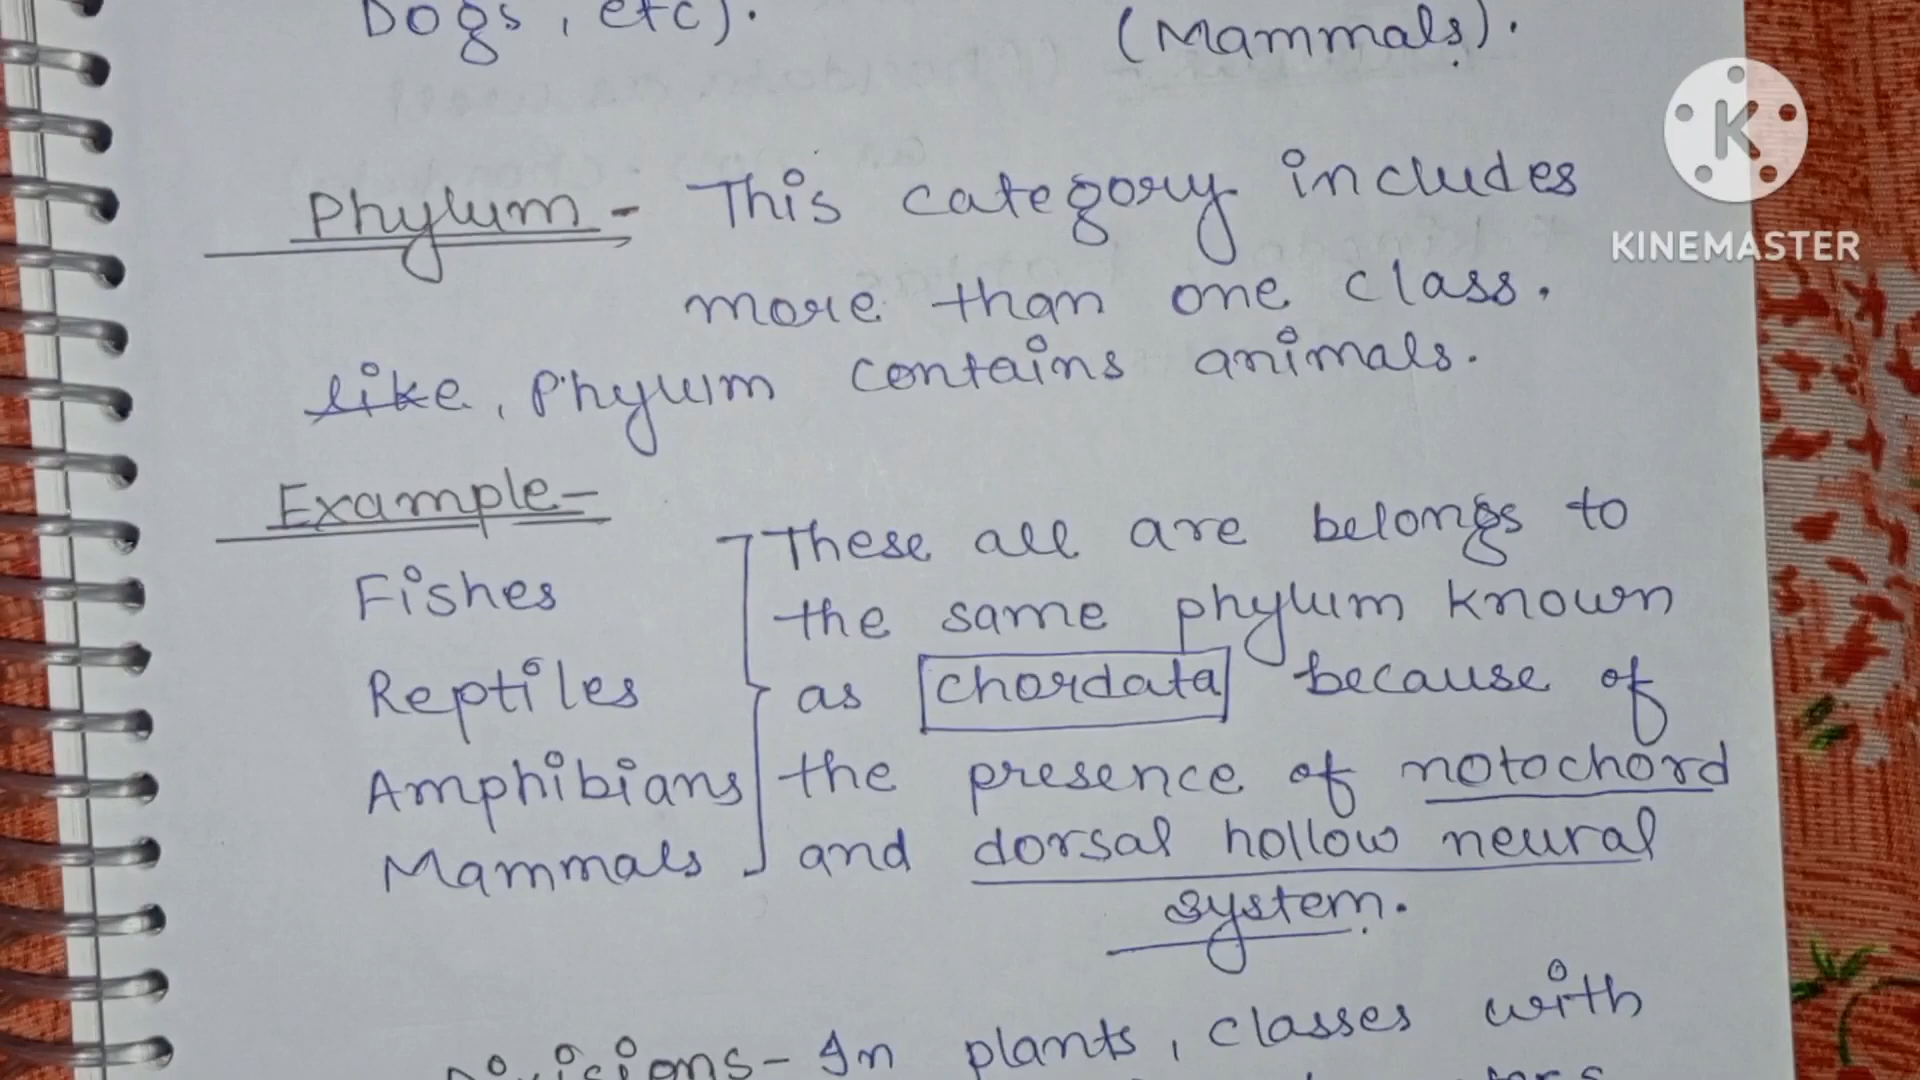 Dogs, etc).
(Mammals).
Phylum - This category includes
more than one class.
like, Phylum contains animals.
Example-
Fishes
Reptiles
Amphibians
Mammals
These all are belongs to
the same phylum known
as chordata because of
the presence of notochord
and dorsal hollow neural
system.
Divisions - In plants, classes with
KINEMASTER